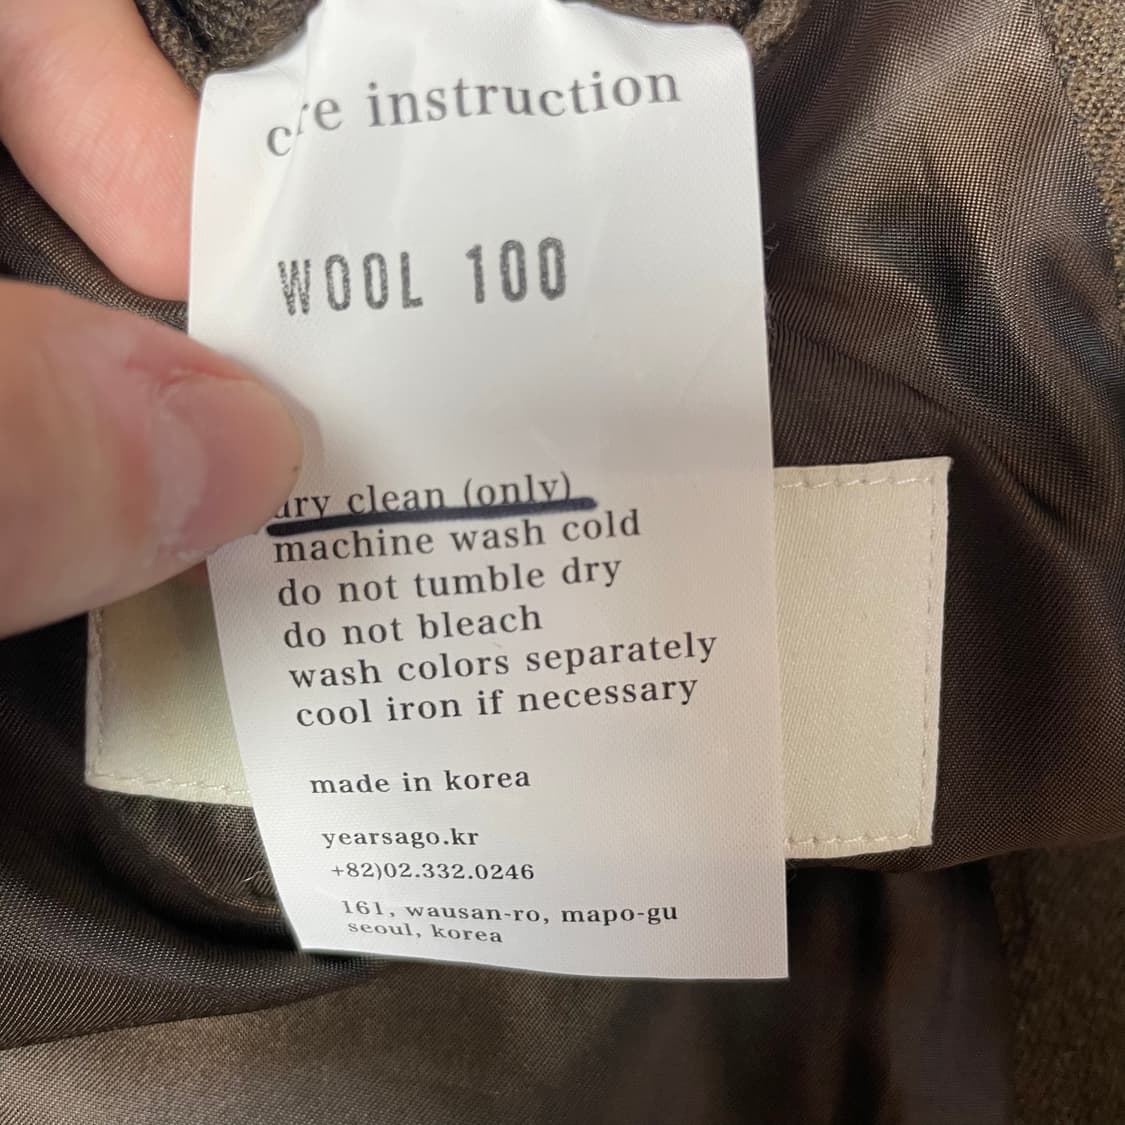 instruction
WOOL 100
dry clean (only)
machine wash cold
do not tumble dry
do not bleach
wash colors separately
cool iron if necessary
made in korea
yearsago.kr
+82)02.332.0246
161, wausan-ro, mapo-gu
seoul, korea